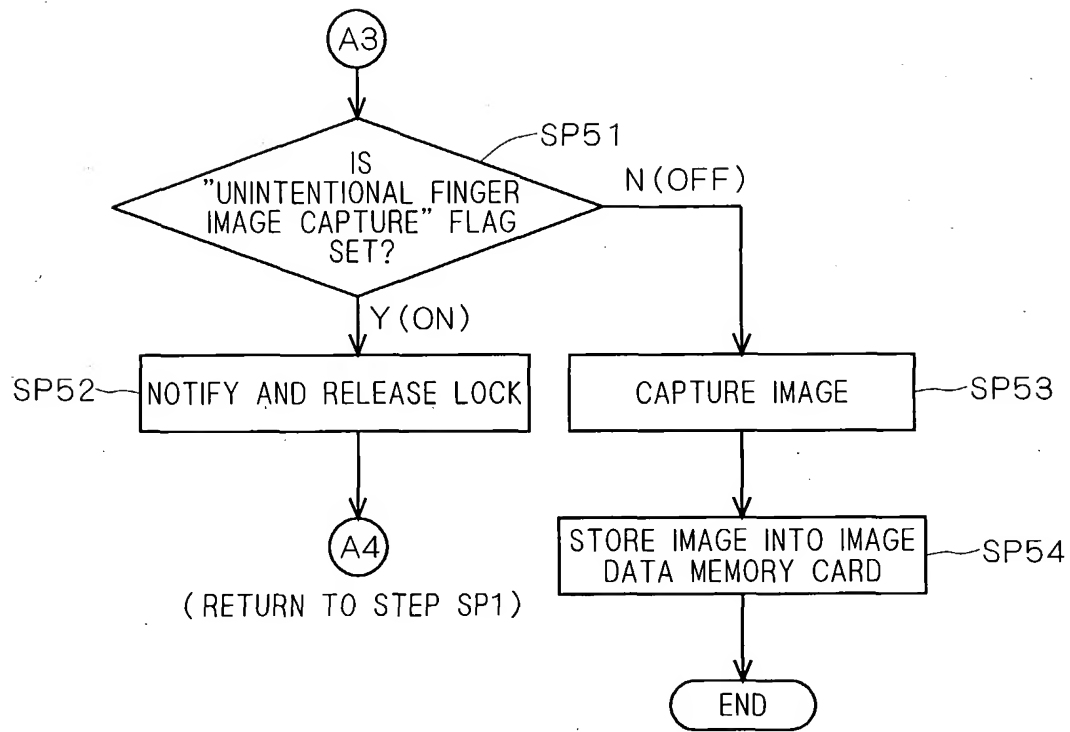 A3
SP51
IS
"UNINTENTIONAL FINGER
IMAGE CAPTURE" FLAG
SET?
N(OFF)
Y(ON)
SP52
NOTIFY AND RELEASE LOCK
CAPTURE IMAGE
SP53
A4
(RETURN TO STEP SP1)
STORE IMAGE INTO IMAGE
DATA MEMORY CARD
SP54
END